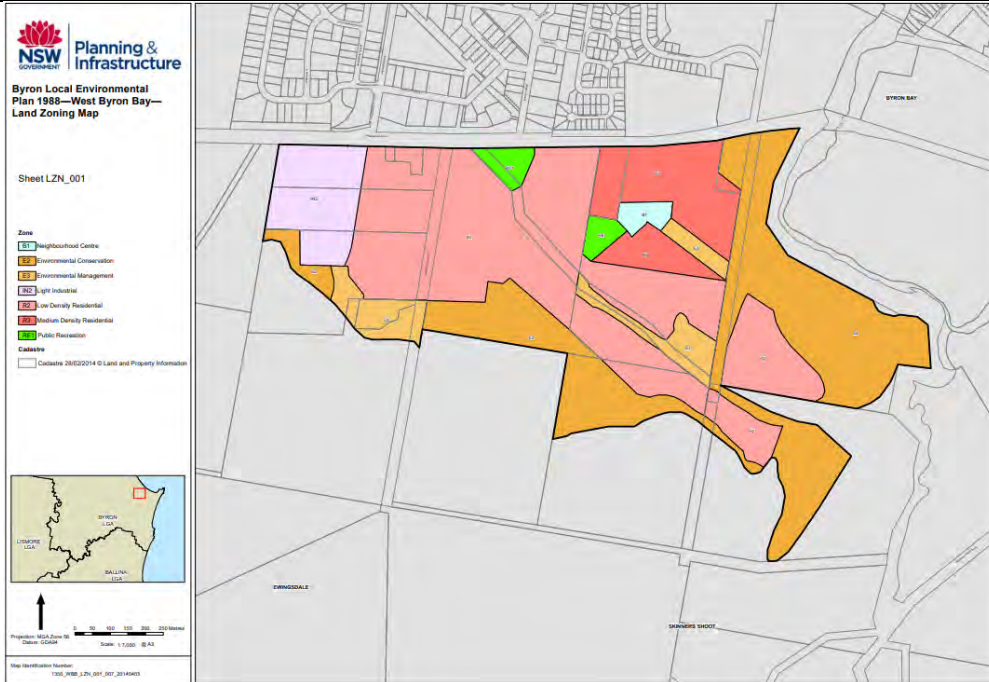 NSW
GOVERNMENT
Planning &
Infrastructure
Byron Local Environmental
Plan 1988—West Byron Bay—
Land Zoning Map
Sheet LZN_001
Zone
B1 Neighbourhood Centre
E2 Environmental Conservation
E3 Environmental Management
IN2 Light Industrial
R2 Low Density Residential
R3 Medium Density Residential
RE1 Public Recreation
Cadastre
Cadastre 28/02/2014 © Land and Property Information
BYRON
LGA
LISMORE
LGA
BALLINA
LGA
Projection: MGA Zone 56
Datum: GDA94
0 50 100 150 200 250 Metres
Scale: 1:7,000 @ A3
Map Identification Number:
BYRON BAY
EWINGSDALE
SKINNERS SHOOT